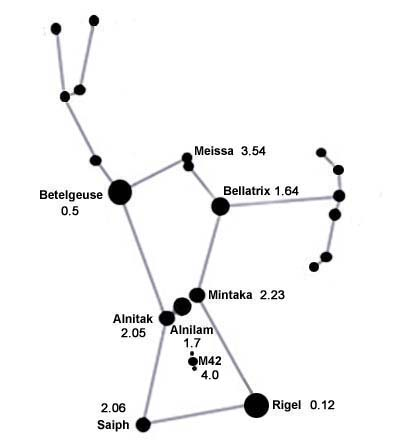 Meissa 3.54
Betelgeuse
0.5
Bellatrix 1.64
Mintaka 2.23
Alnitak
2.05
Alnilam
1.7
M42
4.0
2.06
Saiph
Rigel 0.12